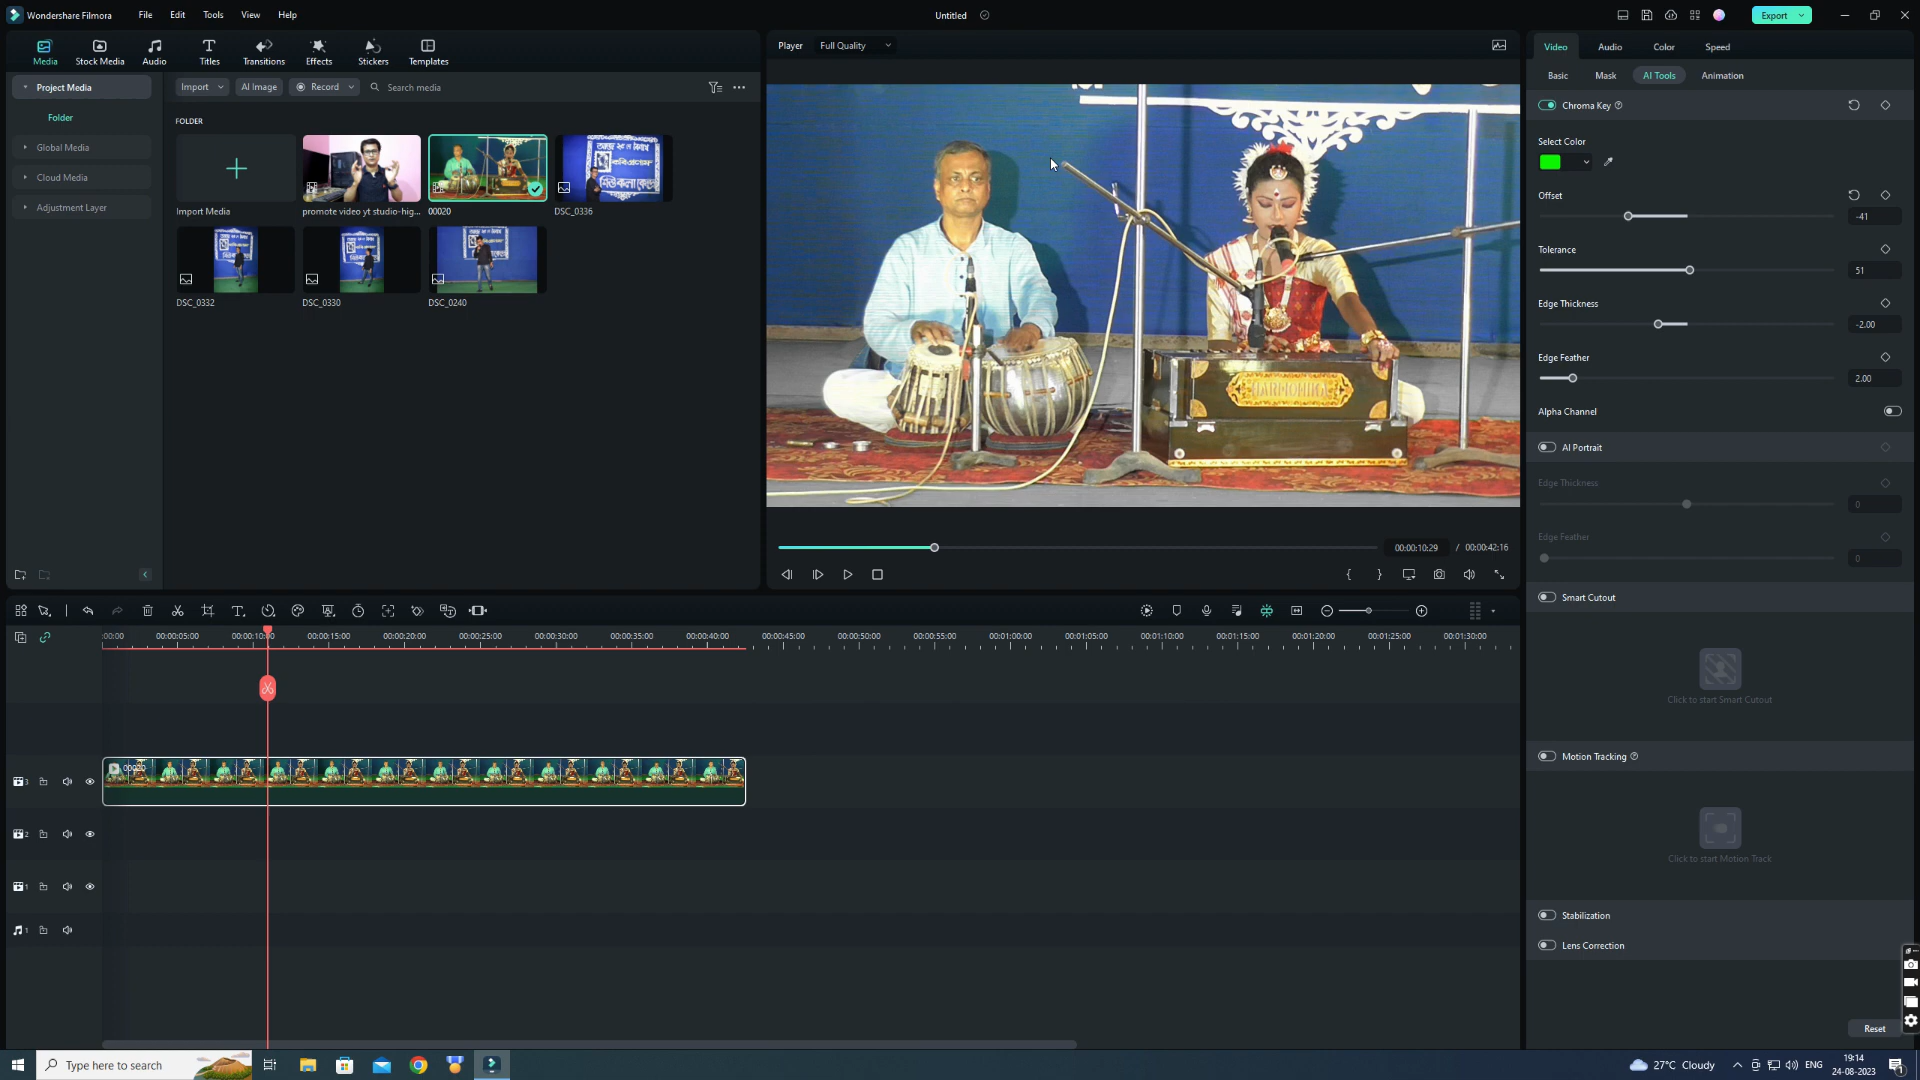 Wondershare Filmora
File
Edit
Tools
View
Help
Untitled
Export
Media
Stock Media
Audio
Titles
Transitions
Effects
Stickers
Templates
Project Media
Folder
Global Media
Cloud Media
Adjustment Layer
Import
AI Image
Record
Search media
FOLDER
Import Media
promote video yt studio-hig...
00020
DSC_0336
DSC_0332
DSC_0330
DSC_0240
Player
Full Quality
00:00:10:29 / 00:00:42:16
Video
Audio
Color
Speed
Basic
Mask
AI Tools
Animation
Chroma Key
Select Color
Offset
-41
Tolerance
51
Edge Thickness
-2.00
Edge Feather
2.00
Alpha Channel
AI Portrait
Edge Thickness
0
Edge Feather
0
Smart Cutout
Click to start Smart Cutout
Motion Tracking
Click to start Motion Track
Stabilization
Lens Correction
Reset
:00:00
00:00:05:00
00:00:10:00
00:00:15:00
00:00:20:00
00:00:25:00
00:00:30:00
00:00:35:00
00:00:40:00
00:00:45:00
00:00:50:00
00:00:55:00
00:01:00:00
00:01:05:00
00:01:10:00
00:01:15:00
00:01:20:00
00:01:25:00
00:01:30:00
00020
3
2
1
1
Type here to search
27°C Cloudy
ENG
19:14
24-08-2023